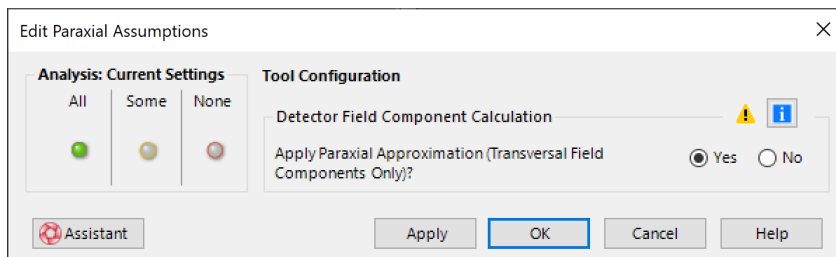 Edit Paraxial Assumptions
Analysis: Current Settings
All Some None
Tool Configuration
Detector Field Component Calculation
Apply Paraxial Approximation (Transversal Field
Components Only)?
Yes No
Assistant Apply OK Cancel Help